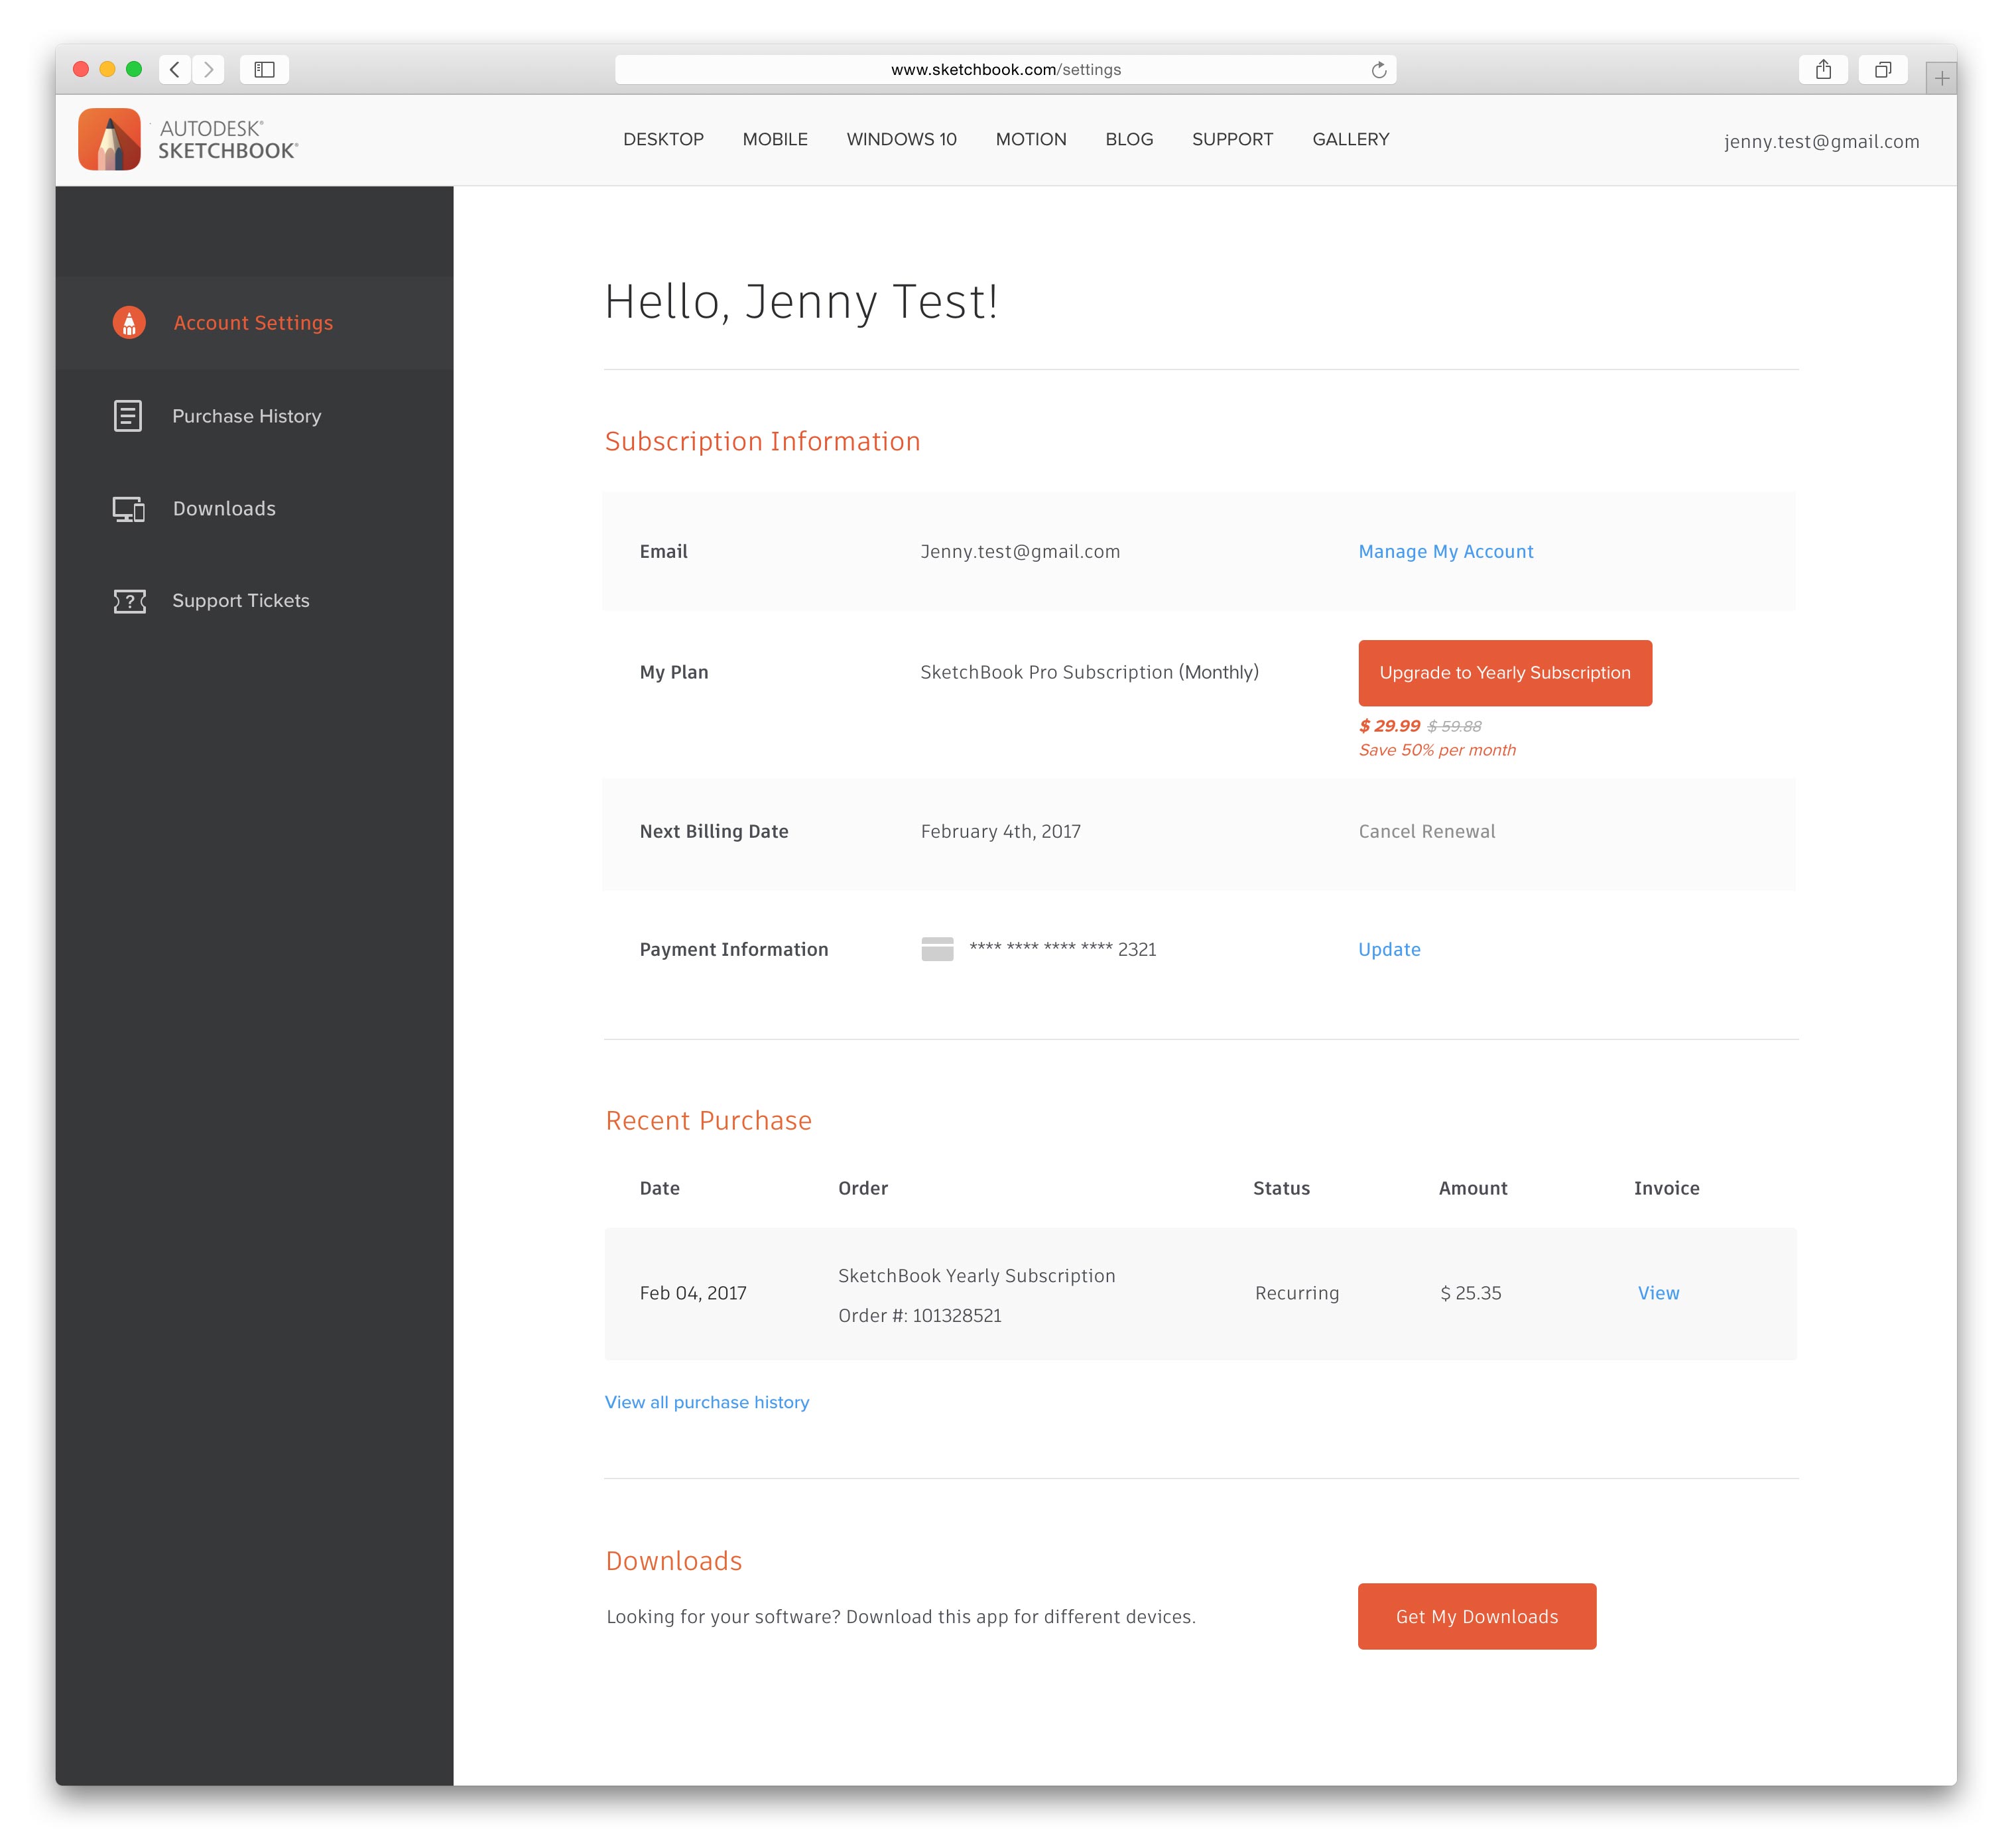 www.sketchbook.com/settings
AUTODESK®
SKETCHBOOK®
DESKTOP MOBILE WINDOWS 10 MOTION BLOG SUPPORT GALLERY
jenny.test@gmail.com
Account Settings
Purchase History
Downloads
Support Tickets
Hello, Jenny Test!
Subscription Information
Email Jenny.test@gmail.com Manage My Account
My Plan SketchBook Pro Subscription (Monthly) Upgrade to Yearly Subscription
$ 29.99 $ 59.88
Save 50% per month
Next Billing Date February 4th, 2017 Cancel Renewal
Payment Information **** **** **** **** 2321 Update
Recent Purchase
Date Order Status Amount Invoice
Feb 04, 2017 SketchBook Yearly Subscription Recurring $ 25.35 View
Order #: 101328521
View all purchase history
Downloads
Looking for your software? Download this app for different devices. Get My Downloads